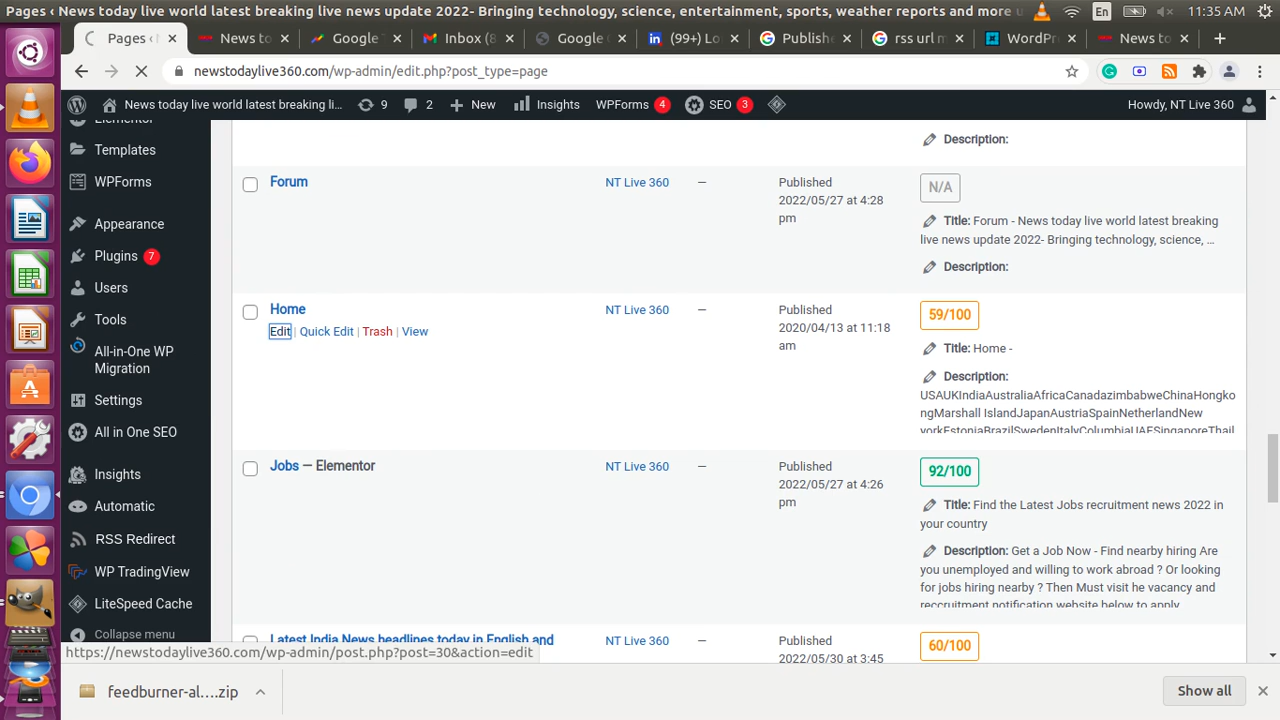 Pages ‹ News today live world latest breaking live news update 2022- Bringing technology, science, entertainment, sports, weather reports and more u
En
11:35 AM
Pages ‹ N
News to
Google
Inbox (8
Google
(99+) Lo
Publishe
rss url m
WordPr
News to
newstodaylive360.com/wp-admin/edit.php?post_type=page
News today live world latest breaking li...
9
2
New
Insights
WPForms 4
SEO 3
Howdy, NT Live 360
Elementor
Templates
WPForms
Appearance
Plugins 7
Users
Tools
All-in-One WP
Migration
Settings
All in One SEO
Insights
Automatic
RSS Redirect
WP TradingView
LiteSpeed Cache
Collapse menu
Description:
Forum
NT Live 360
—
Published
2022/05/27 at 4:28
pm
N/A
Title: Forum - News today live world latest breaking
live news update 2022- Bringing technology, science, ...
Description:
Home
Edit | Quick Edit | Trash | View
NT Live 360
—
Published
2020/04/13 at 11:18
am
59/100
Title: Home -
Description:
USAUKIndiaAustraliaAfricaCanadazimbabweChinaHongko
ngMarshall IslandJapanAustriaSpainNetherlandNew
yorkEstoniaBrazilSwedenItalyColumbiaUAESingaporeThail
Jobs — Elementor
NT Live 360
—
Published
2022/05/27 at 4:26
pm
92/100
Title: Find the Latest Jobs recruitment news 2022 in
your country
Description: Get a Job Now - Find nearby hiring Are
you unemployed and willing to work abroad ? Or looking
for jobs hiring nearby ? Then Must visit he vacancy and
reccruitment notification website below to apply
Latest India News headlines today in English and
NT Live 360
—
Published
2022/05/30 at 3:45
60/100
https://newstodaylive360.com/wp-admin/post.php?post=30&action=edit
feedburner-al....zip
Show all